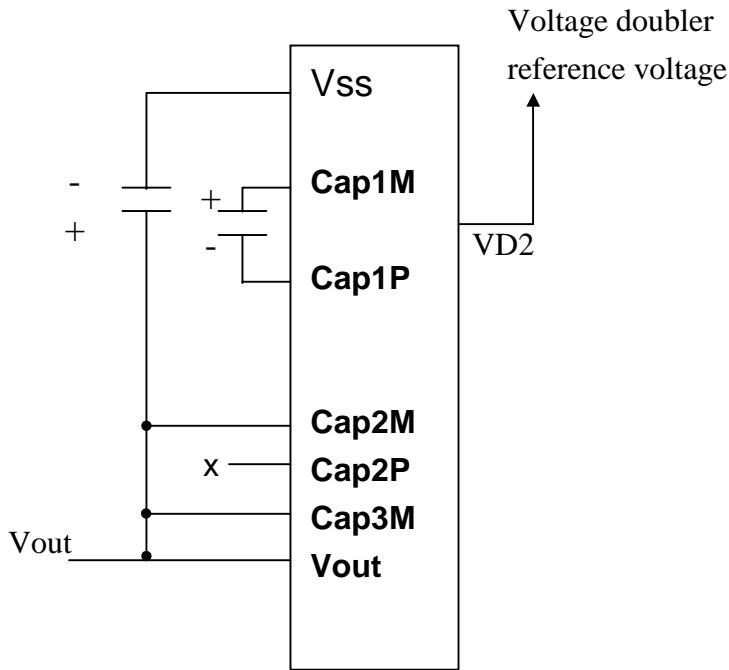 Voltage doubler
reference voltage
Vss
-
+
+
-
Cap1M
VD2
Cap1P
Cap2M
x
Cap2P
Cap3M
Vout
Vout